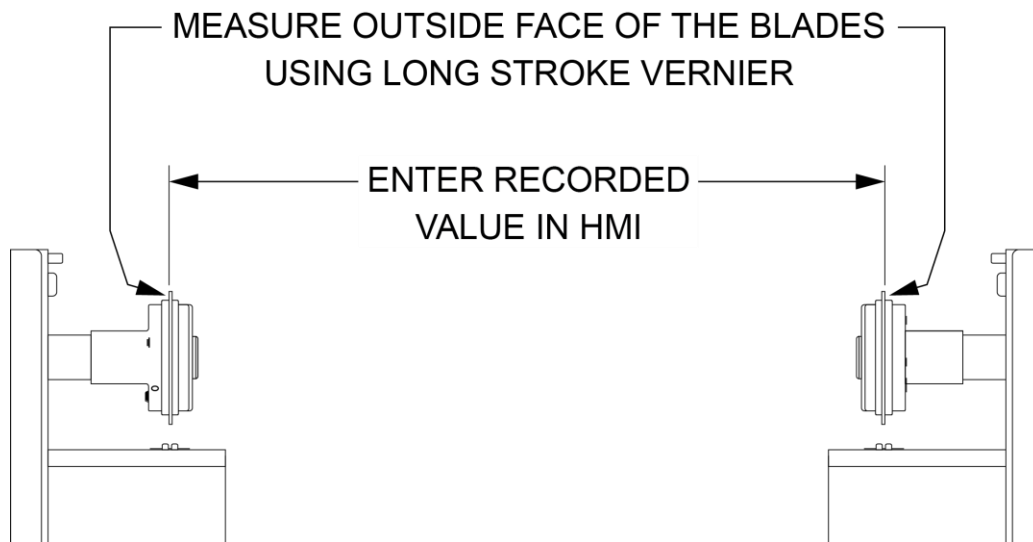 MEASURE OUTSIDE FACE OF THE BLADES
USING LONG STROKE VERNIER
ENTER RECORDED
VALUE IN HMI